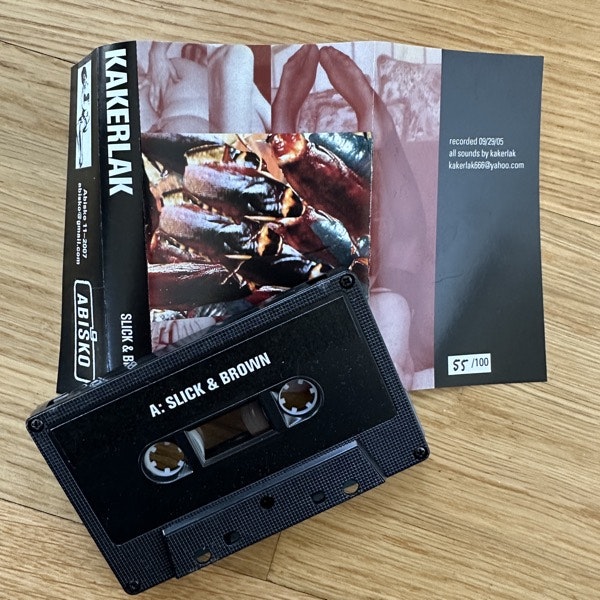 KAKERLAK
SLICK & B
Abisko 11-2007
abisko@gmail.com
ABISKO
recorded 09/29/05
all sounds by kakerlak
kakerlak666@yahoo.com
55 /100
A: SLICK & BROWN